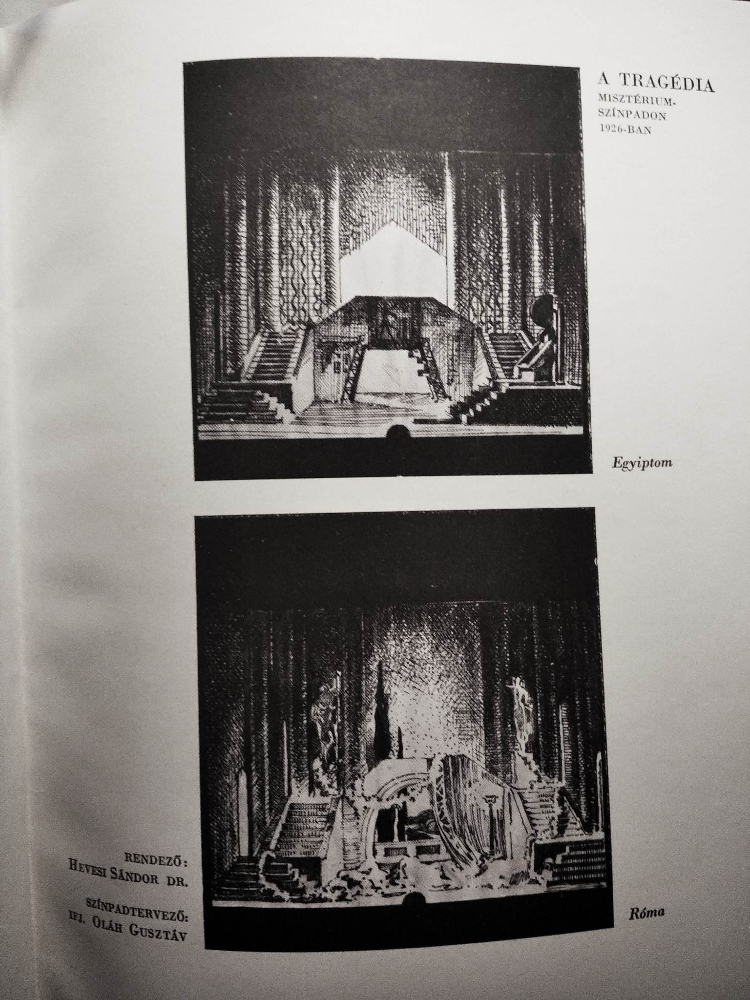 A TRAGÉDIA
MISZTÉRIUM-
SZÍNPADON
1926-BAN
Egyiptom
RENDEZŐ:
HEVESI SÁNDOR DR.
SZÍNPADTERVEZŐ:
IFJ. OLÁH GUSZTÁV
Róma